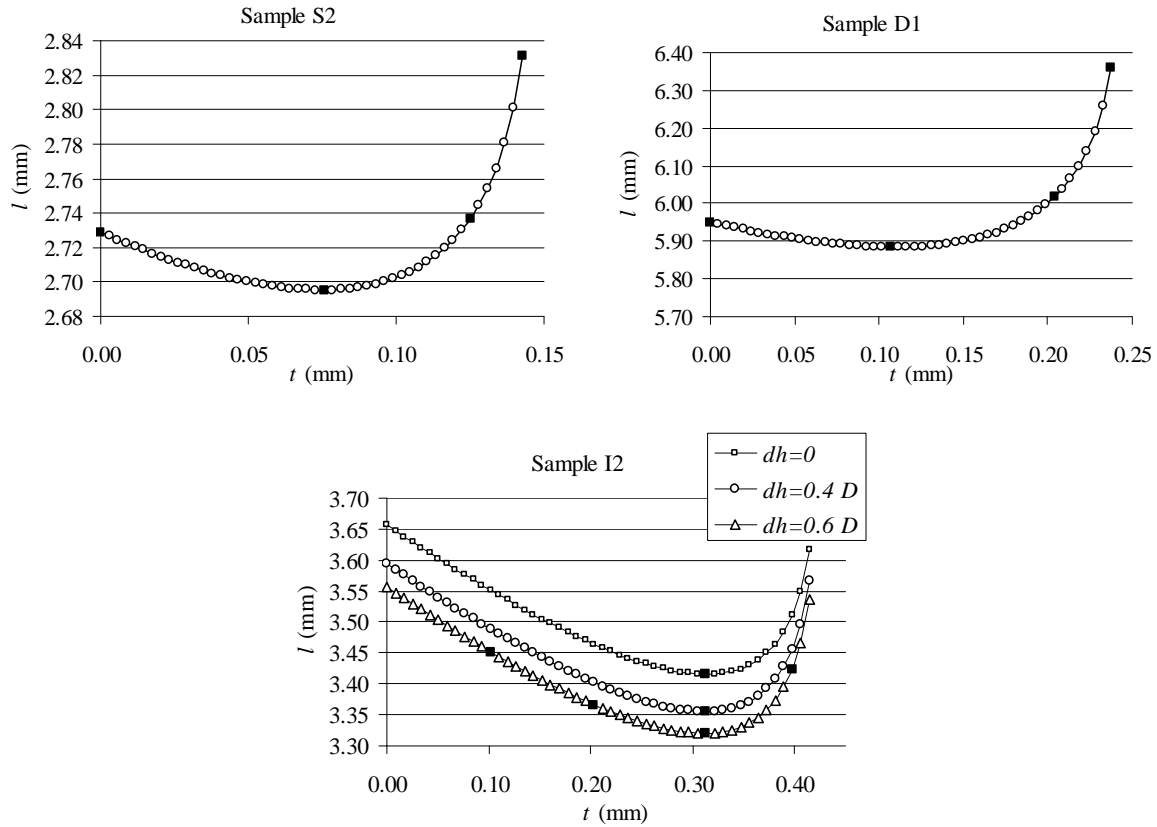 Sample S2
2.84
2.82
2.80
2.78
2.76
2.74
2.72
2.70
2.68
l (mm)
0.00 0.05 0.10 0.15
t (mm)
Sample D1
6.40
6.30
6.20
6.10
6.00
5.90
5.80
5.70
l (mm)
0.00 0.05 0.10 0.15 0.20 0.25
t (mm)
Sample I2
dh=0
dh=0.4 D
dh=0.6 D
3.70
3.65
3.60
3.55
3.50
3.45
3.40
3.35
3.30
l (mm)
0.00 0.10 0.20 0.30 0.40
t (mm)